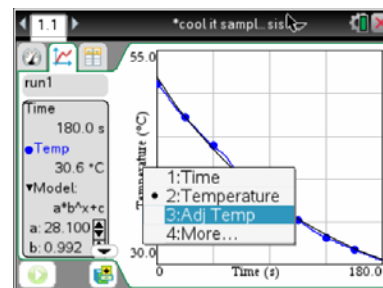 1.1
*cool it sampl...sis
run1
Time
180.0 s
Temp
30.6 °C
Model:
a*b^x+c
a: 28.100
b: 0.992
55.0
Temperature (°C)
30.0
0
Time (s)
180.0
1:Time
2:Temperature
3:Adj Temp
4:More...